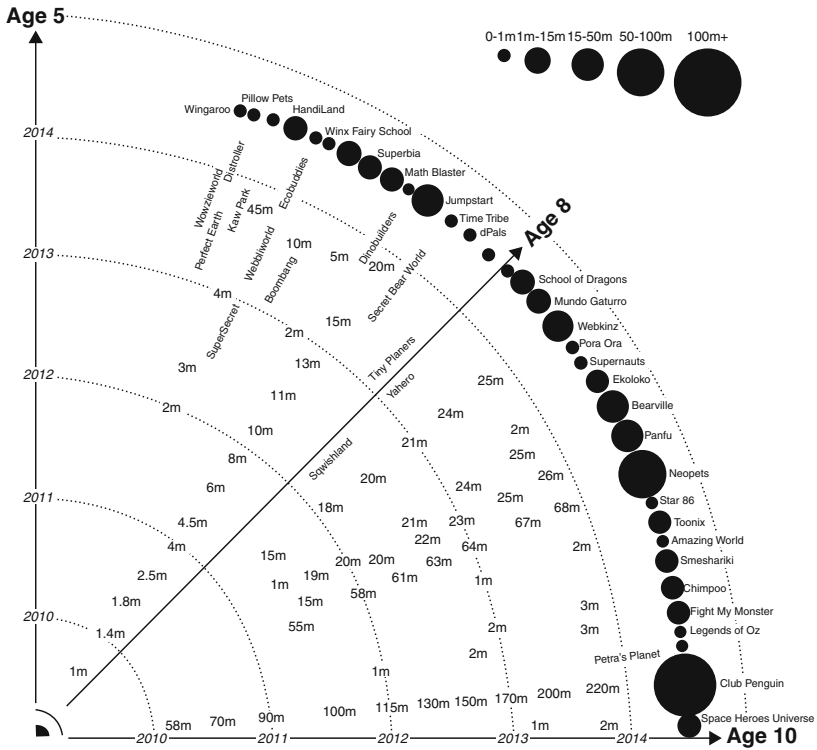 Age 5
0-1m 1m-15m 15-50m 50-100m 100m+
Pillow Pets
Wingaroo
HandiLand
2014
Winx Fairy School
Distroller
Superbia
Ecobuddies
Math Blaster
Wowzieworld
Kaw Park
45m
Jumpstart
Age 8
Time Tribe
Perfect Earth
dPals
Dinobuilders
Webbliworld
10m
2013
5m
20m
Boombang
Secret Bear World
School of Dragons
4m
Mundo Gaturro
SuperSecret
15m
Webkinz
2m
Pora Ora
Tiny Planers
3m
13m
Supernauts
2012
Yahero
25m
Ekoloko
11m
2m
24m
Bearville
10m
2m
Panfu
21m
8m
Sqwishland
25m
6m
20m
24m
26m
Neopets
2011
25m
Star 86
18m
68m
4.5m
21m
23m
67m
Toonix
4m
22m
64m
2m
Amazing World
15m
20m
20m
63m
Smeshariki
2.5m
1m
19m
61m
1m
Chimpoo
1.8m
15m
58m
3m
Fight My Monster
2010
55m
2m
3m
Legends of Oz
1.4m
2m
Petra's Planet
1m
1m
Club Penguin
58m
70m
90m
100m
115m
130m
150m
170m
200m
220m
Space Heroes Universe
1m
2m
2010
2011
2012
2013
2014
Age 10